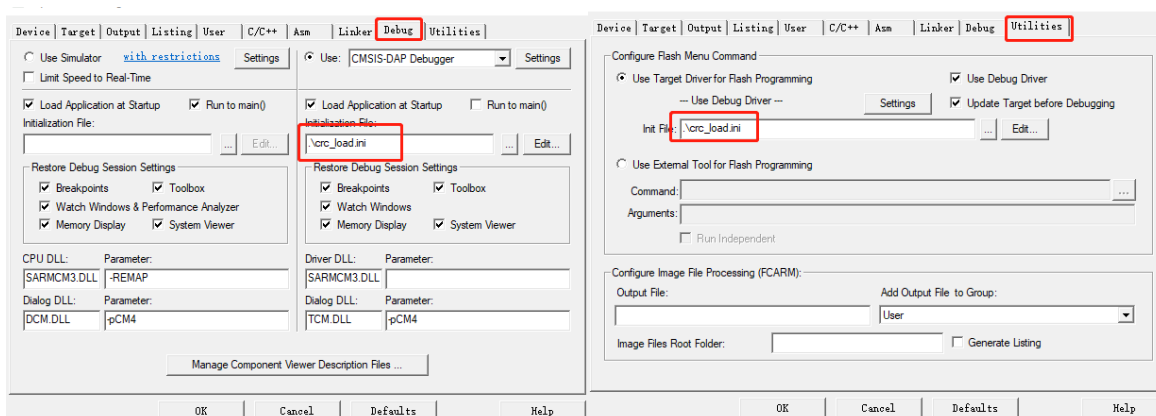 Device Target Output Listing User C/C++ Asm Linker Debug Utilities
Use Simulator with restrictions Settings
Limit Speed to Real-Time
Load Application at Startup Run to main()
Initialization File:
... Edit...
Restore Debug Session Settings
Breakpoints Toolbox
Watch Windows & Performance Analyzer
Memory Display System Viewer
CPU DLL: Parameter:
SARMCM3.DLL -REMAP
Dialog DLL: Parameter:
DCM.DLL -pCM4
Use: CMSIS-DAP Debugger Settings
Load Application at Startup Run to main()
Initialization File:
.\crc_load.ini ... Edit...
Restore Debug Session Settings
Breakpoints Toolbox
Watch Windows
Memory Display System Viewer
Driver DLL: Parameter:
SARMCM3.DLL
Dialog DLL: Parameter:
TCM.DLL -pCM4
Manage Component Viewer Description Files ...
OK Cancel Defaults Help
Device Target Output Listing User C/C++ Asm Linker Debug Utilities
Configure Flash Menu Command
Use Target Driver for Flash Programming Use Debug Driver
--- Use Debug Driver --- Settings Update Target before Debugging
Init File: .\crc_load.ini ... Edit...
Use External Tool for Flash Programming
Command: ...
Arguments:
Run Independent
Configure Image File Processing (FCARM):
Output File: Add Output File to Group:
User
Image Files Root Folder: Generate Listing
OK Cancel Defaults Help